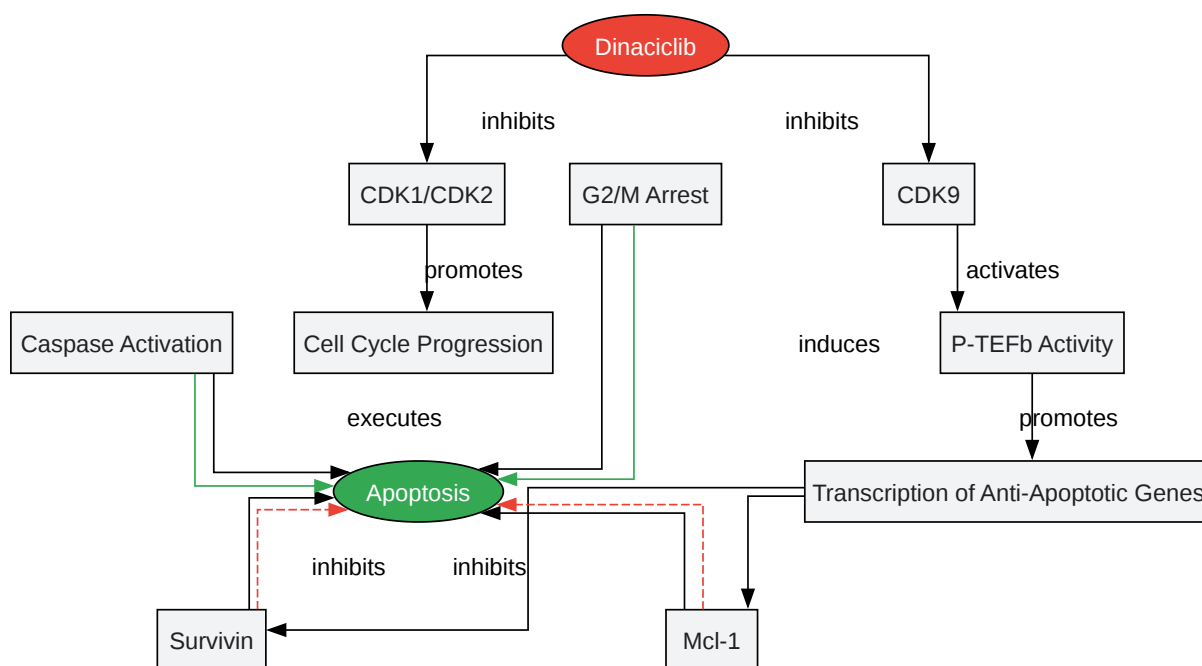 Dinaciclib
inhibits
inhibits
CDK1/CDK2
G2/M Arrest
CDK9
promotes
activates
Caspase Activation
Cell Cycle Progression
induces
P-TEFb Activity
executes
promotes
Apoptosis
Transcription of Anti-Apoptotic Genes
inhibits
inhibits
Survivin
Mcl-1